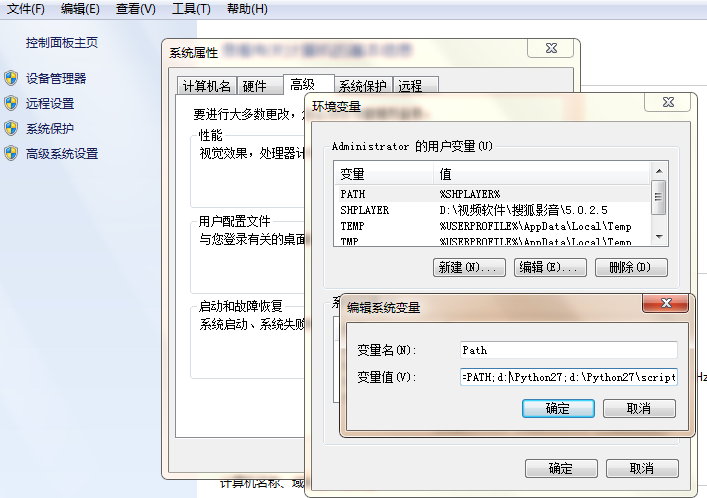 文件(F) 编辑(E) 查看(V) 工具(T) 帮助(H)
控制面板主页
设备管理器
远程设置
系统保护
高级系统设置
系统属性
计算机名 硬件 高级 系统保护 远程
要进行大多数更改，
性能
视觉效果，处理器计
用户配置文件
与您登录有关的桌面
启动和故障恢复
系统启动、系统失败
环境变量
Administrator 的用户变量(U)
变量 值
PATH %SHPLAYER%
SHPLAYER D:\视频软件\搜狐影音\5.0.2.5
TEMP %USERPROFILE%\AppData\Local\Temp
TMP %USERPROFILE%\AppData\Local\Temp
新建(N)... 编辑(E)... 删除(D)
编辑系统变量
变量名(N): Path
变量值(V): =PATH;d:\Python27;d:\Python27\script
确定 取消
确定 取消
计算机名称、域